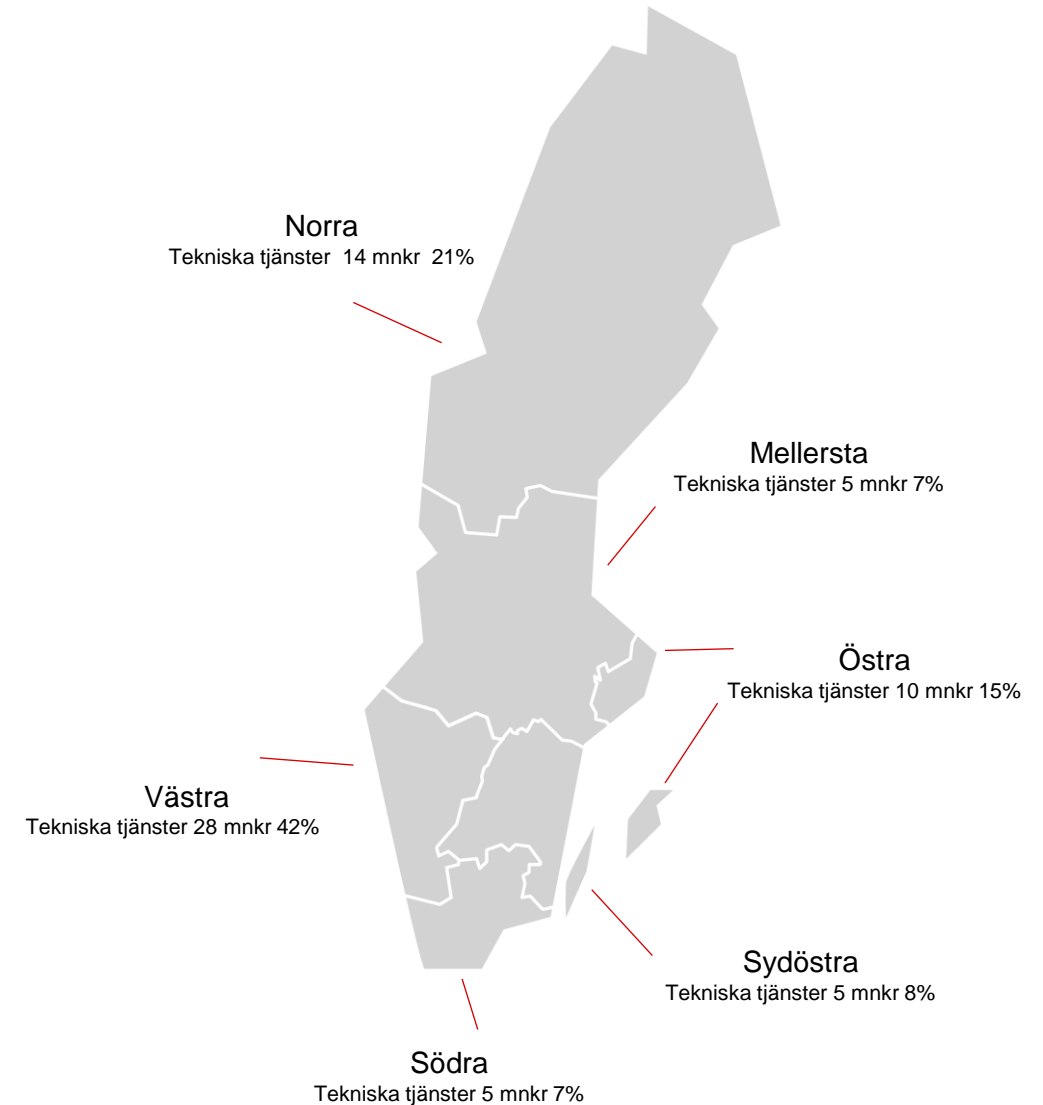 Norra
Tekniska tjänster  14 mnkr  21%
Mellersta
Tekniska tjänster 5 mnkr 7%
Östra
Tekniska tjänster 10 mnkr 15%
Västra
Tekniska tjänster 28 mnkr 42%
Sydöstra
Tekniska tjänster 5 mnkr 8%
Södra
Tekniska tjänster 5 mnkr 7%